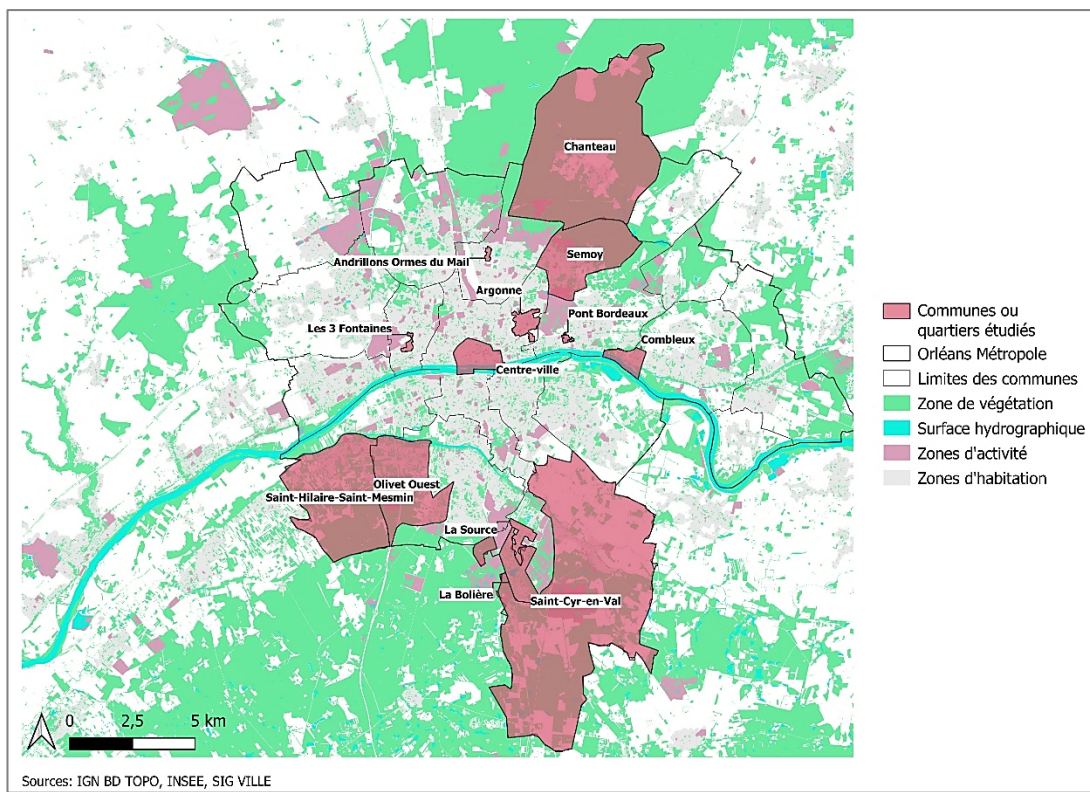 Chanteau
Semoy
Andrillons Ormes du Mail
Argonne
Pont Bordeaux
Les 3 Fontaines
Combleux
Centre-ville
Olivet Ouest
Saint-Hilaire-Saint-Mesmin
La Source
La Bolière
Saint-Cyr-en-Val
Communes ou
quartiers étudiés
Orléans Métropole
Limites des communes
Zone de végétation
Surface hydrographique
Zones d'activité
Zones d'habitation
0 2,5 5 km
Sources: IGN BD TOPO, INSEE, SIG VILLE